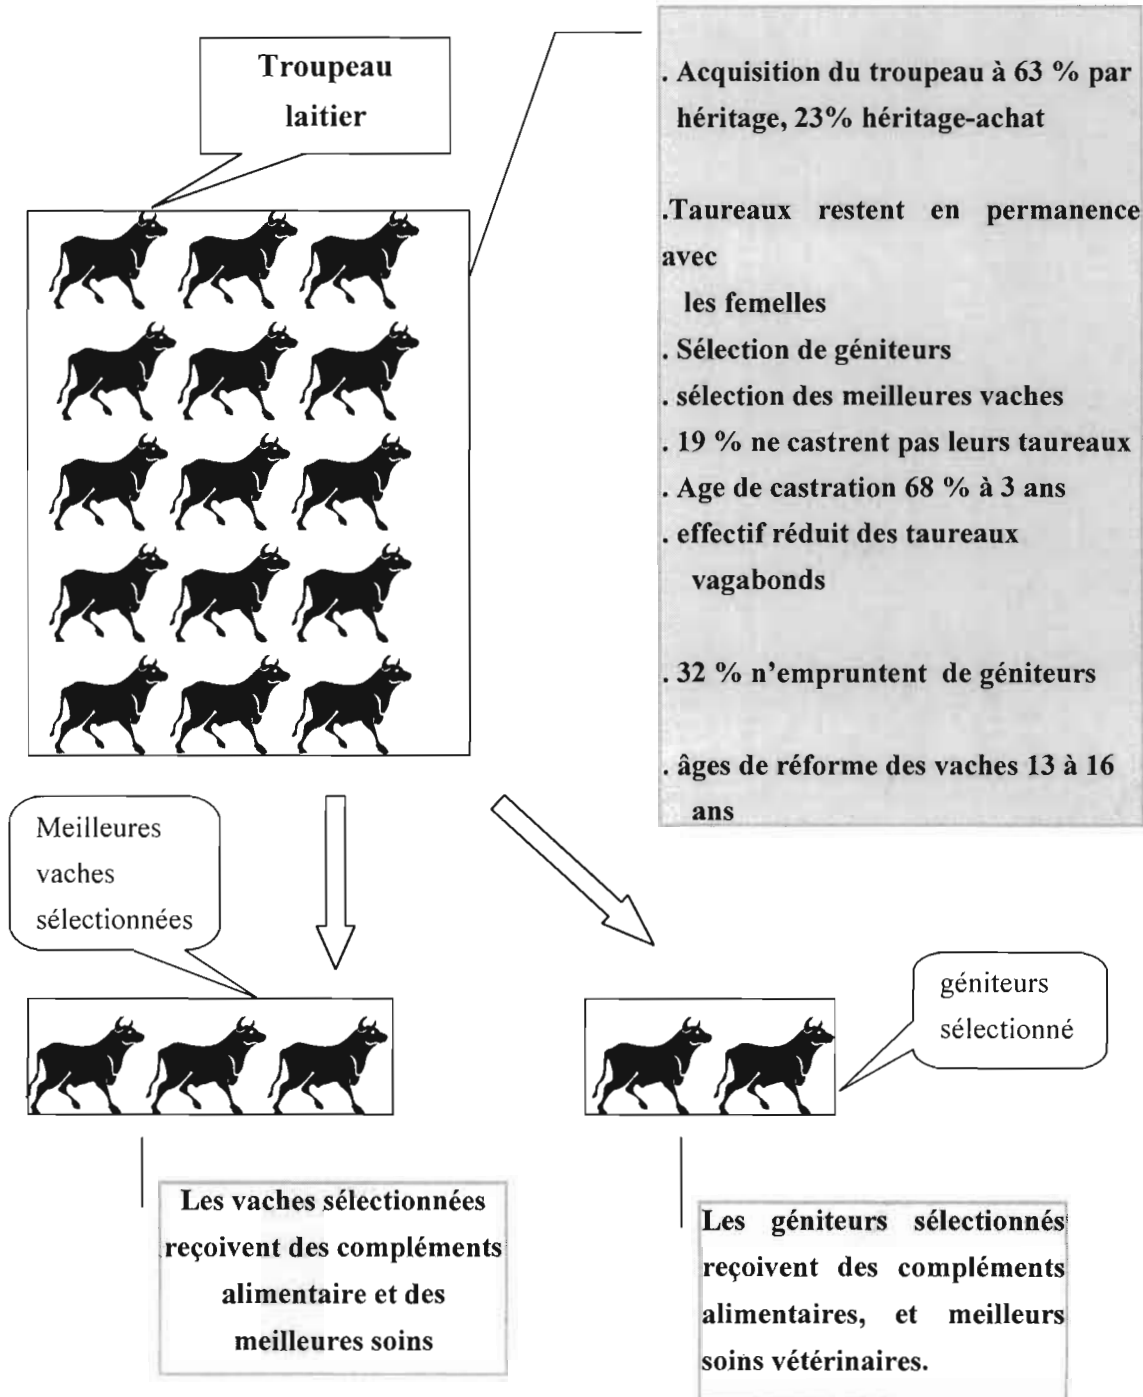 Troupeau
laitier
. Acquisition du troupeau à 63 % par
héritage, 23% héritage-achat
.Taureaux restent en permanence
avec
les femelles
. Sélection de géniteurs
. sélection des meilleures vaches
. 19 % ne castrent pas leurs taureaux
. Age de castration 68 % à 3 ans
. effectif réduit des taureaux
vagabonds
. 32 % n'empruntent de géniteurs
. âges de réforme des vaches 13 à 16
ans
Meilleures
vaches
sélectionnées
géniteurs
sélectionné
Les vaches sélectionnées
reçoivent des compléments
alimentaire et des
meilleures soins
Les géniteurs sélectionnés
reçoivent des compléments
alimentaires, et meilleurs
soins vétérinaires.